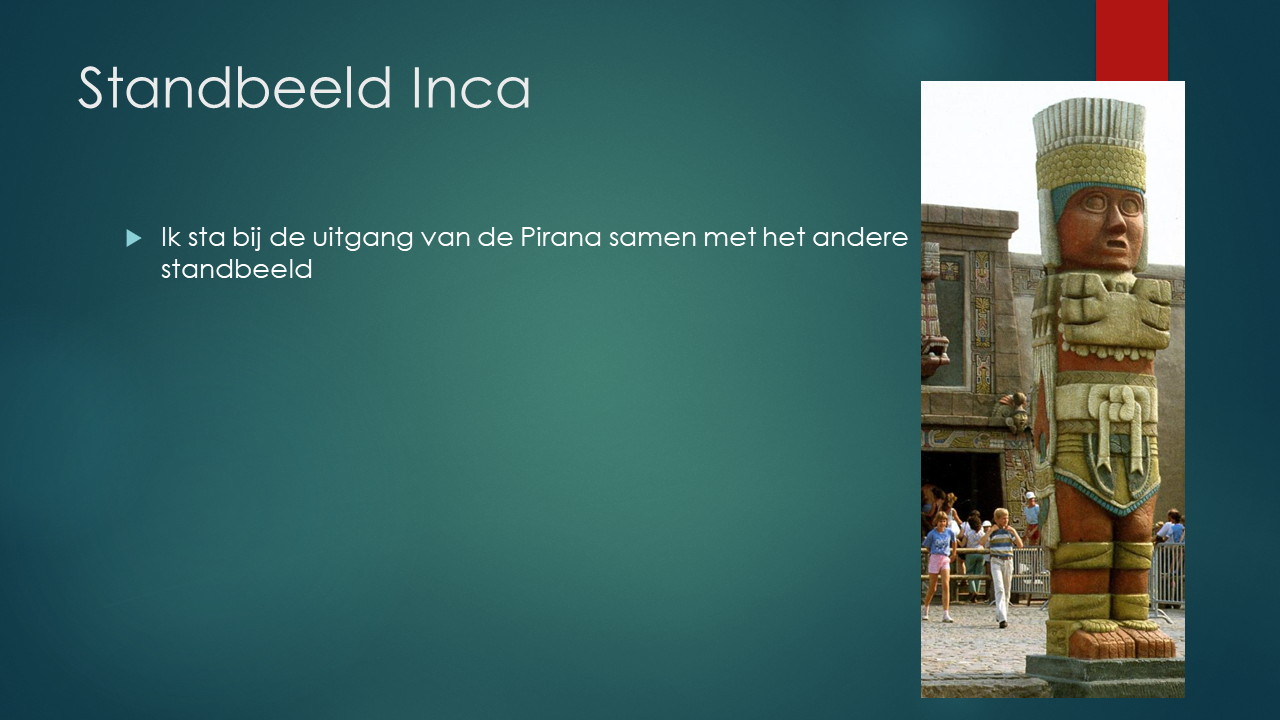 Standbeeld Inca
Ik sta bij de uitgang van de Pirana samen met het andere
standbeeld